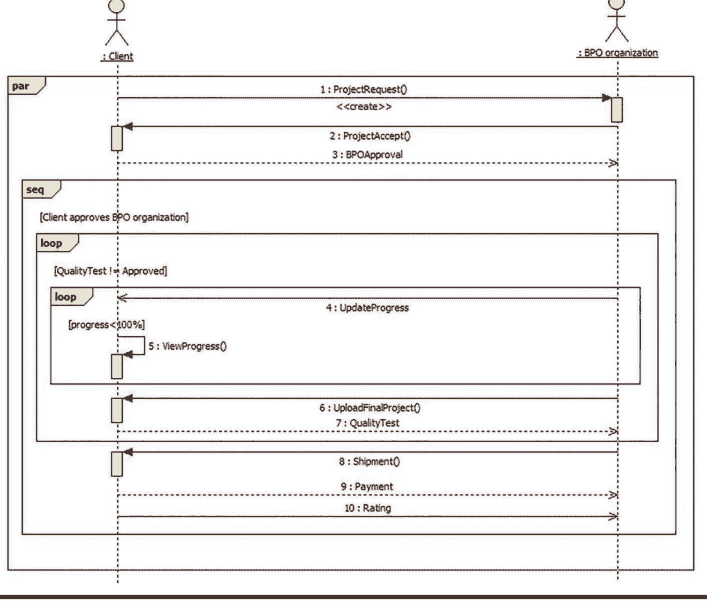 : Client
: BPO organization
par
1 : ProjectRequest()
<<create>>
2 : ProjectAccept()
3 : BPOApproval
seq
[Client approves BPO organization]
loop
[QualityTest != Approved]
loop
4 : UpdateProgress
[progress<100%]
5 : ViewProgress()
6 : UploadFinalProject()
7 : QualityTest
8 : Shipment()
9 : Payment
10 : Rating